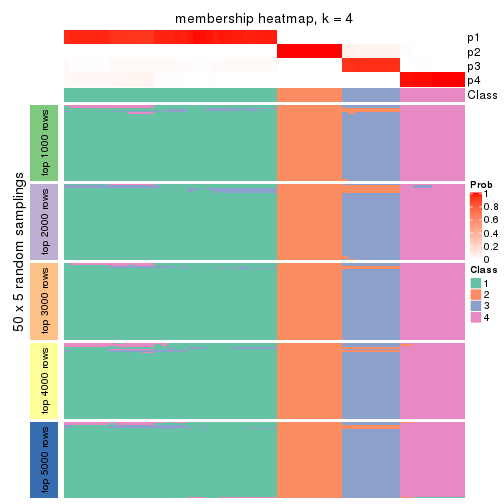 membership heatmap, k = 4
p1
p2
p3
p4
Class
50 x 5 random samplings
top 1000 rows
top 2000 rows
top 3000 rows
top 4000 rows
top 5000 rows
Prob
1
0.8
0.6
0.4
0.2
0
Class
1
2
3
4